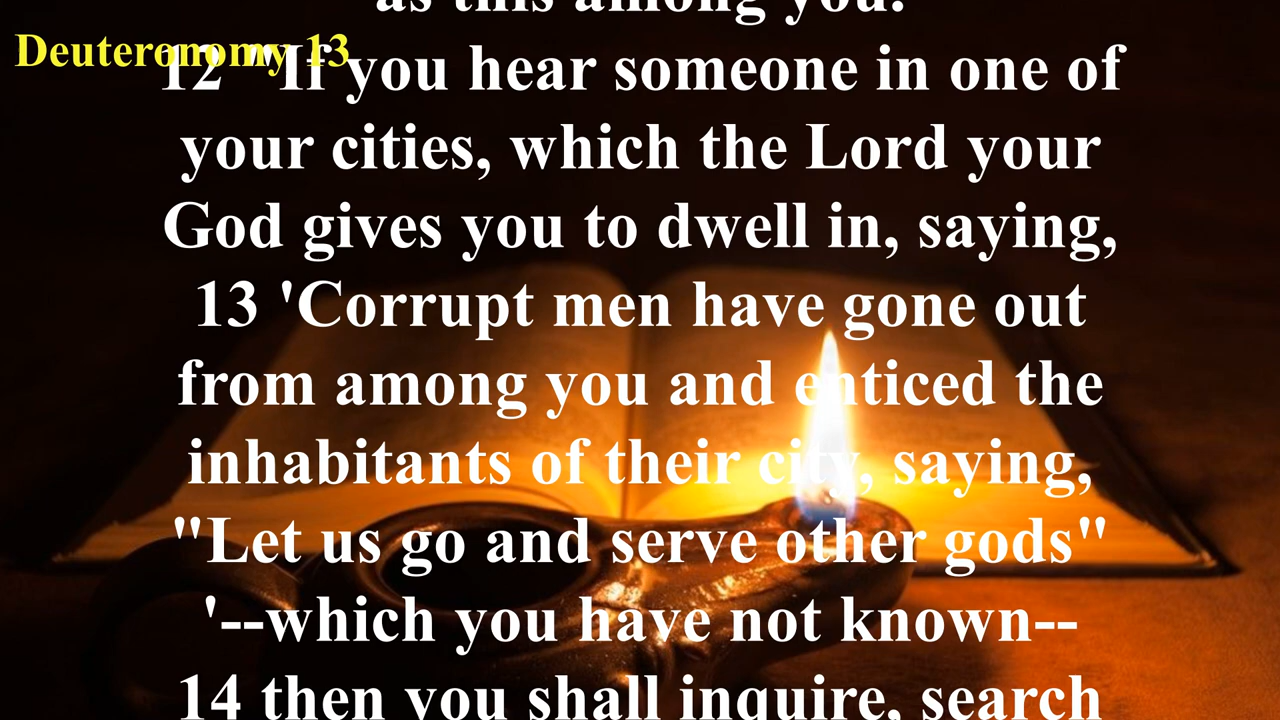 as this among you.
Deuteronomy 13
12 "If you hear someone in one of
your cities, which the Lord your
God gives you to dwell in, saying,
13 'Corrupt men have gone out
from among you and enticed the
inhabitants of their city, saying,
"Let us go and serve other gods"
'--which you have not known--
14 then you shall inquire, search